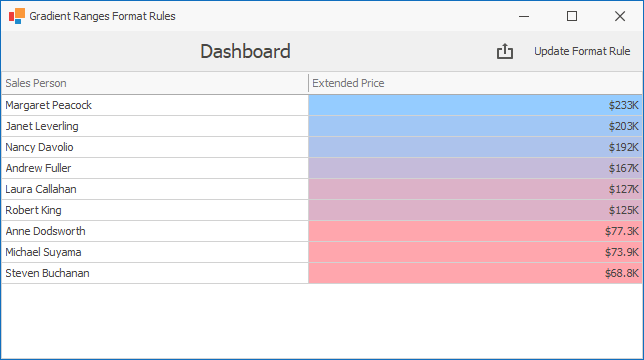 Gradient Ranges Format Rules
Dashboard Update Format Rule
Sales Person Extended Price
Margaret Peacock $233K
Janet Leverling $203K
Nancy Davolio $192K
Andrew Fuller $167K
Laura Callahan $127K
Robert King $125K
Anne Dodsworth $77.3K
Michael Suyama $73.9K
Steven Buchanan $68.8K